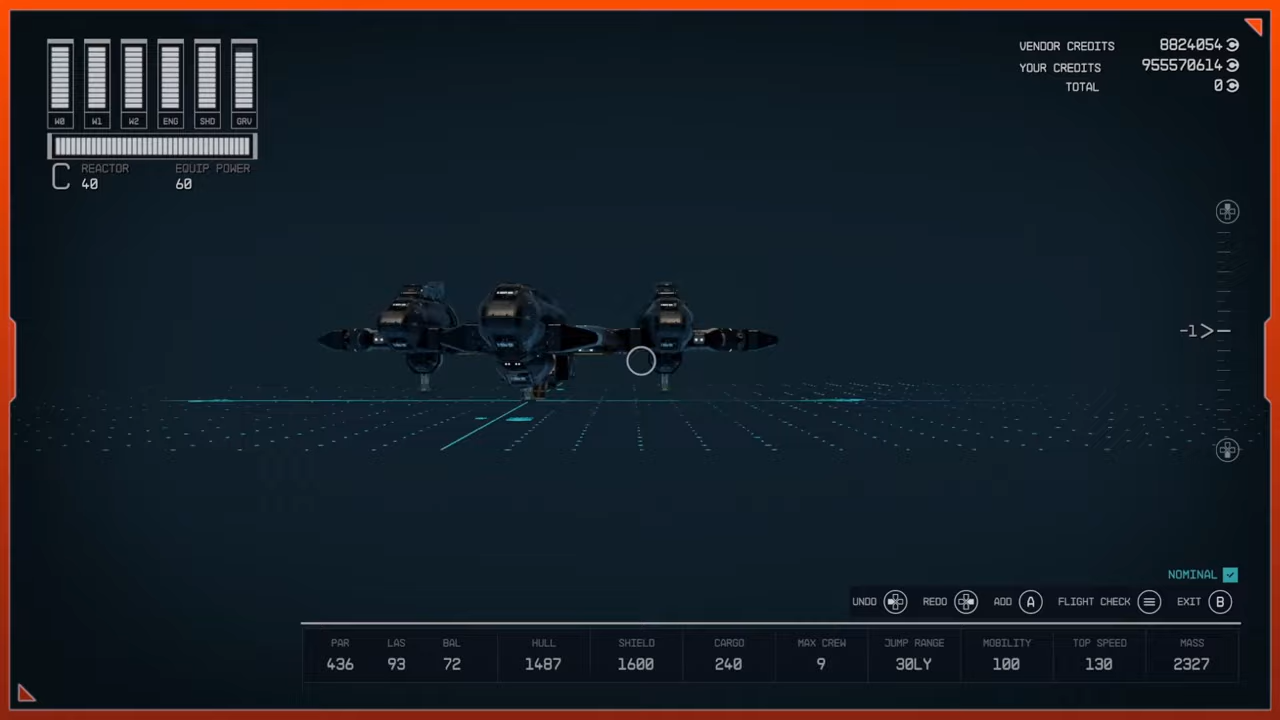 VENDOR CREDITS 8824054
YOUR CREDITS 955570614
TOTAL 0
W0 W1 W2 ENG SHD GRV
C REACTOR EQUIP POWER
40 60
-1>
NOMINAL
UNDO REDO ADD A FLIGHT CHECK EXIT B
PAR LAS BAL HULL SHIELD CARGO MAX CREW JUMP RANGE MOBILITY TOP SPEED MASS
436 93 72 1487 1600 240 9 30LY 100 130 2327